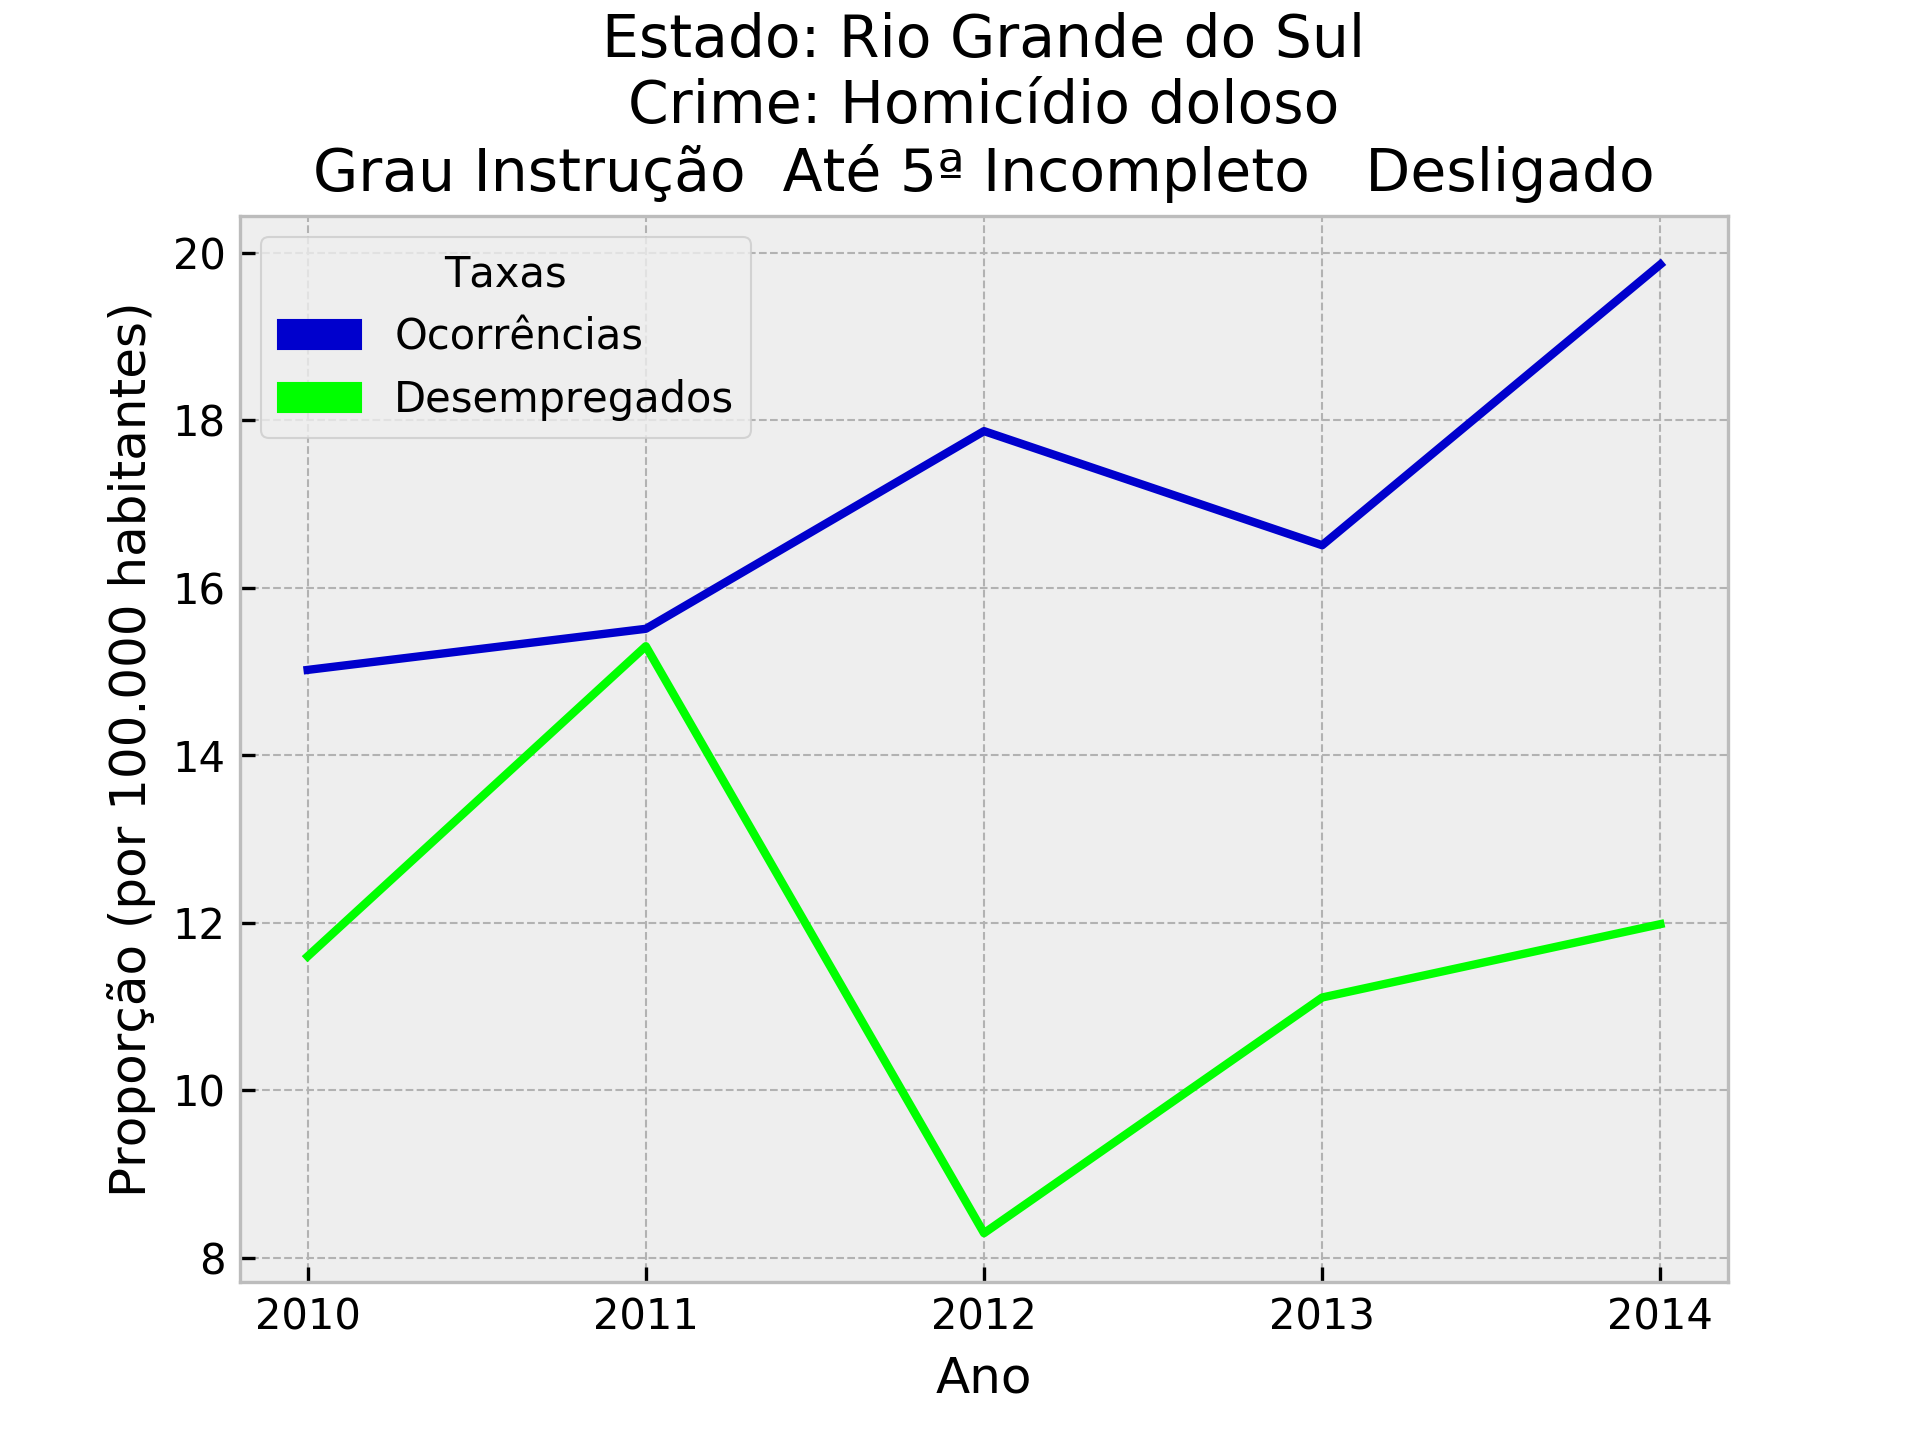 Estado: Rio Grande do Sul
Crime: Homicídio doloso
Grau Instrução  Até 5ª Incompleto   Desligado
Proporção (por 100.000 habitantes)
20
18
16
14
12
10
8
Taxas
Ocorrências
Desempregados
2010 2011 2012 2013 2014
Ano